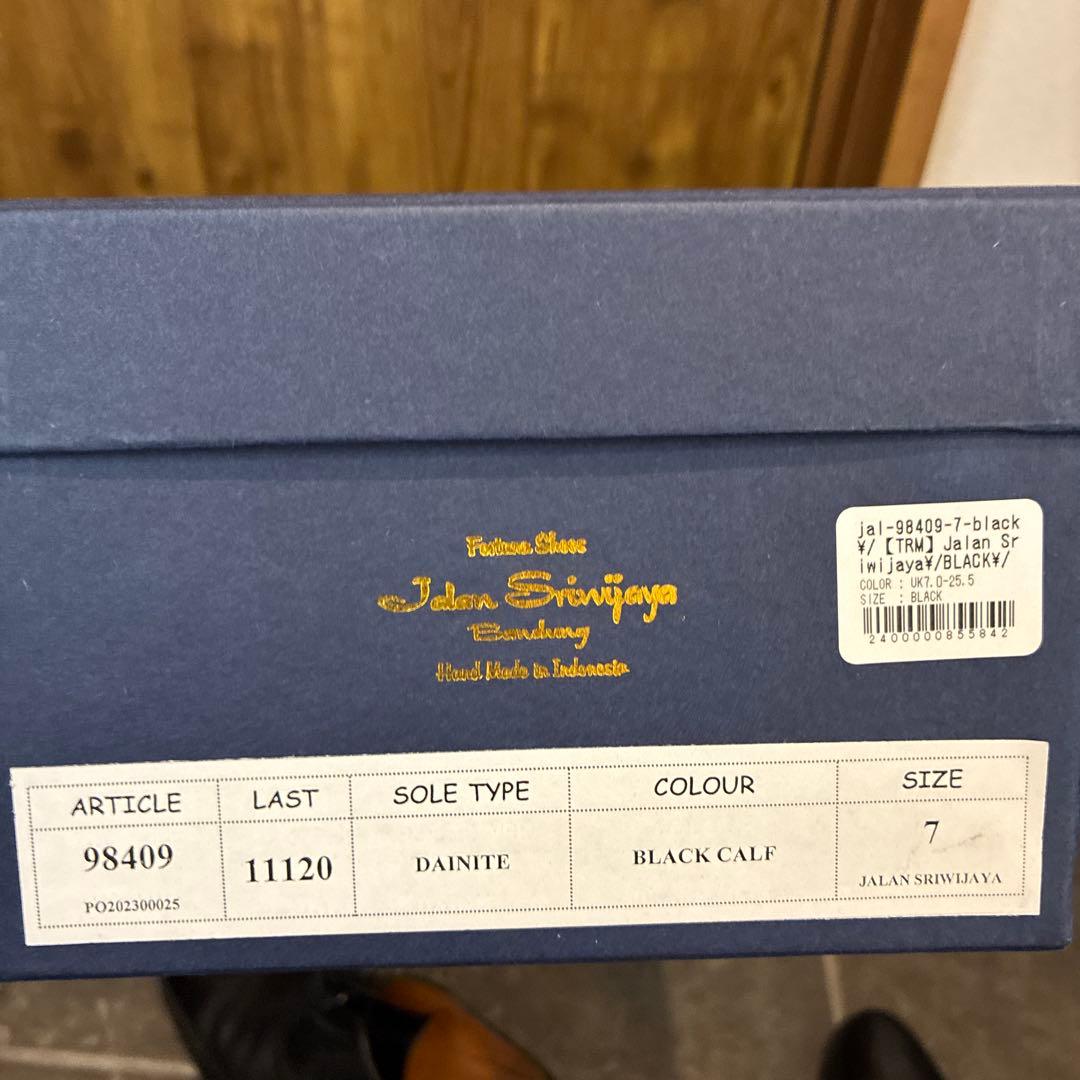 Fortuna Shoes
Jalan Sriwijaya
Bandung
Hand Made in Indonesia
jal-98409-7-black
¥/【TRM】Jalan Sr
iwijaya¥/BLACK¥/
COLOR : UK7.0-25.5
SIZE : BLACK
2400000855842
ARTICLE LAST SOLE TYPE COLOUR SIZE
98409 11120 DAINITE BLACK CALF 7
PO202300025 JALAN SRIWIJAYA